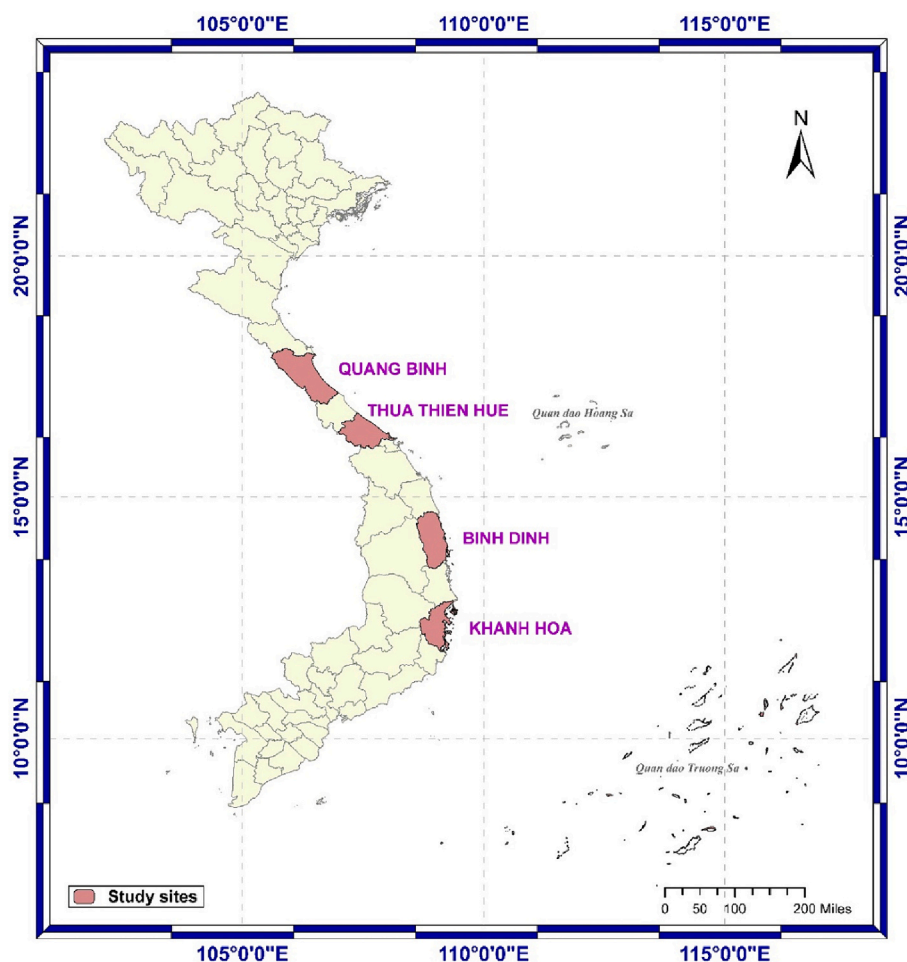 105°0'0"E 110°0'0"E 115°0'0"E
N
20°0'0"N 20°0'0"N
QUANG BINH
THUA THIEN HUE
Quan dao Hoang Sa
15°0'0"N 15°0'0"N
BINH DINH
KHANH HOA
10°0'0"N 10°0'0"N
Quan dao Truong Sa
Study sites
0 50 100 200 Miles
105°0'0"E 110°0'0"E 115°0'0"E